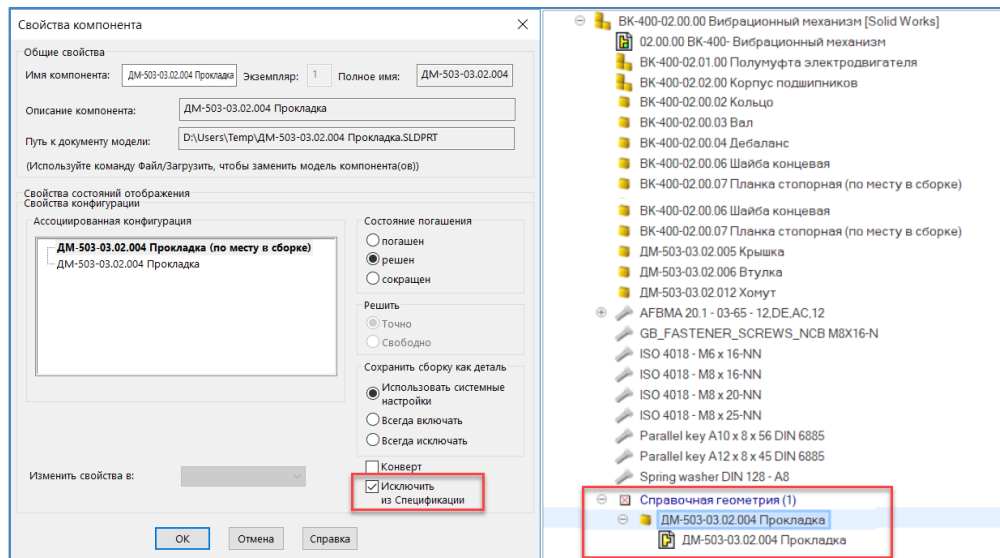 Свойства компонента
Общие свойства
Имя компонента: ДМ-503-03.02.004 Прокладка Экземпляр: 1 Полное имя: ДМ-503-03.02.004
Описание компонента: ДМ-503-03.02.004 Прокладка
Путь к документу модели: D:\Users\Temp\ДМ-503-03.02.004 Прокладка.SLDPRT
(Используйте команду Файл/Загрузить, чтобы заменить модель компонента(ов))
Свойства состояний отображения
Свойства конфигурации
Ассоциированная конфигурация
ДМ-503-03.02.004 Прокладка (по месту в сборке)
ДМ-503-03.02.004 Прокладка
Состояние погашения
погашен
решен
сокращен
Решить
Точно
Свободно
Сохранить сборку как деталь
Использовать системные
настройки
Всегда включать
Всегда исключать
Изменить свойства в:
Конверт
Исключить
из Спецификации
ОК Отмена Справка
ВК-400-02.00.00 Вибрационный механизм [Solid Works]
02.00.00 ВК-400- Вибрационный механизм
ВК-400-02.01.00 Полумуфта электродвигателя
ВК-400-02.02.00 Корпус подшипников
ВК-400-02.00.02 Кольцо
ВК-400-02.00.03 Вал
ВК-400-02.00.04 Дебаланс
ВК-400-02.00.06 Шайба концевая
ВК-400-02.00.07 Планка стопорная (по месту в сборке)
ВК-400-02.00.06 Шайба концевая
ВК-400-02.00.07 Планка стопорная (по месту в сборке)
ДМ-503-03.02.005 Крышка
ДМ-503-03.02.006 Втулка
ДМ-503-03.02.012 Хомут
AFBMA 20.1 - 03-65 - 12,DE,AC,12
GB_FASTENER_SCREWS_NCB M8X16-N
ISO 4018 - M6 x 16-NN
ISO 4018 - M8 x 16-NN
ISO 4018 - M8 x 20-NN
ISO 4018 - M8 x 25-NN
Parallel key A10 x 8 x 56 DIN 6885
Parallel key A12 x 8 x 45 DIN 6885
Spring washer DIN 128 - A8
Справочная геометрия (1)
ДМ-503-03.02.004 Прокладка
ДМ-503-03.02.004 Прокладка